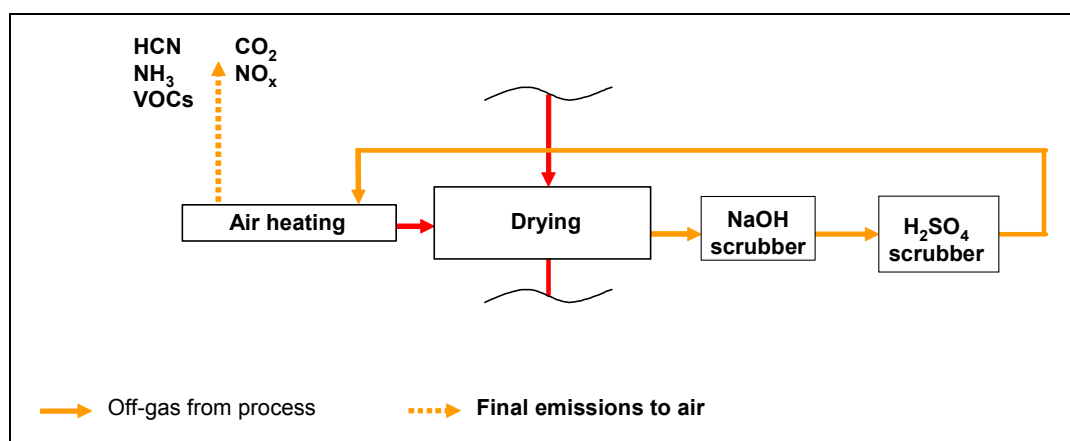 HCN CO₂
NH₃ NOₓ
VOCs
Air heating
Drying
NaOH
scrubber
H₂SO₄
scrubber
Off-gas from process
Final emissions to air